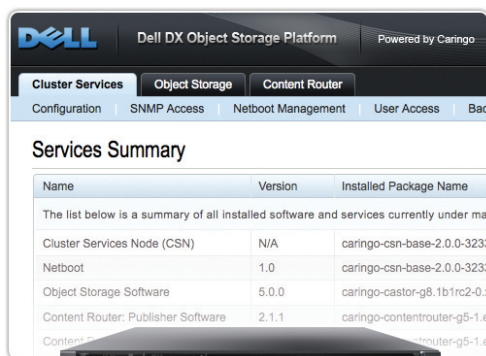 DELL
Dell DX Object Storage Platform
Powered by Caringo
Cluster Services Object Storage Content Router
Configuration SNMP Access Netboot Management User Access
Services Summary
Name Version Installed Package Name
The list below is a summary of all installed software and services currently under
Cluster Services Node (CSN) N/A caringo-csn-base-2.0.0-323
Netboot 1.0 caringo-csn-base-2.0.0-323
Object Storage Software 5.0.0 caringo-castor-g8.1b1rc2-0.
Content Router: Publisher Software 2.1.1 caringo-contentrouter-g5-1.e
Content